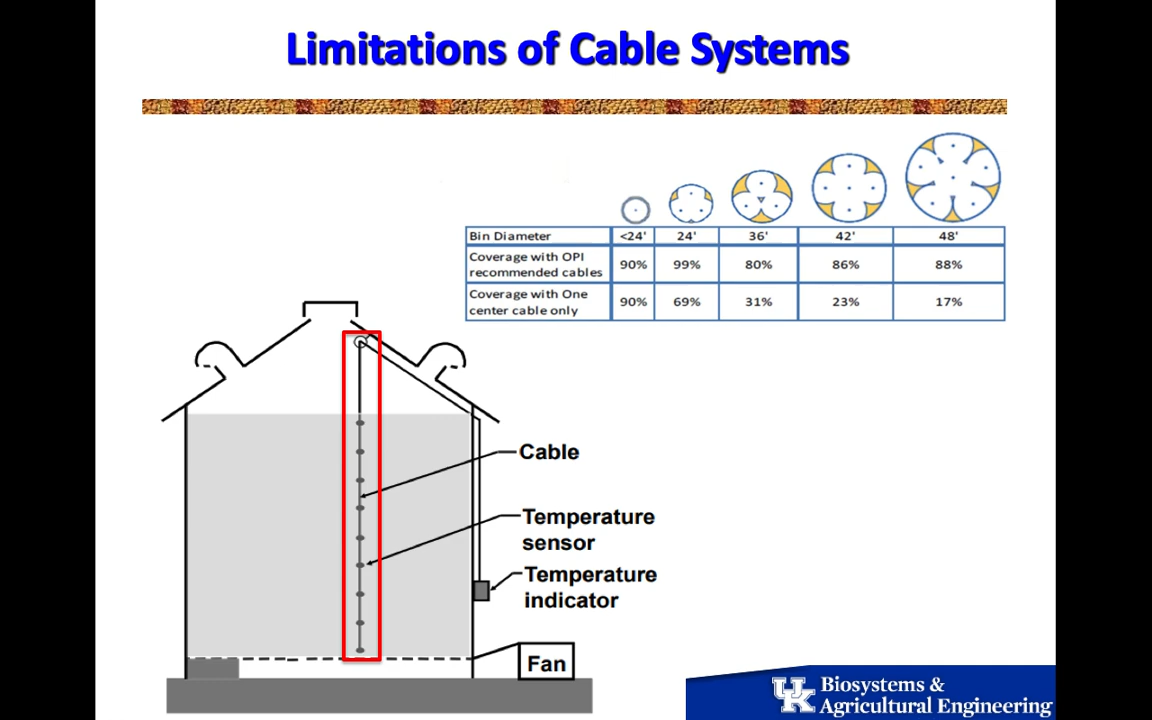 Limitations of Cable Systems
Bin Diameter <24' 24' 36' 42' 48'
Coverage with OPI
recommended cables 90% 99% 80% 86% 88%
Coverage with One
center cable only 90% 69% 31% 23% 17%
Cable
Temperature
sensor
Temperature
indicator
Fan
UK
Biosystems &
Agricultural Engineering